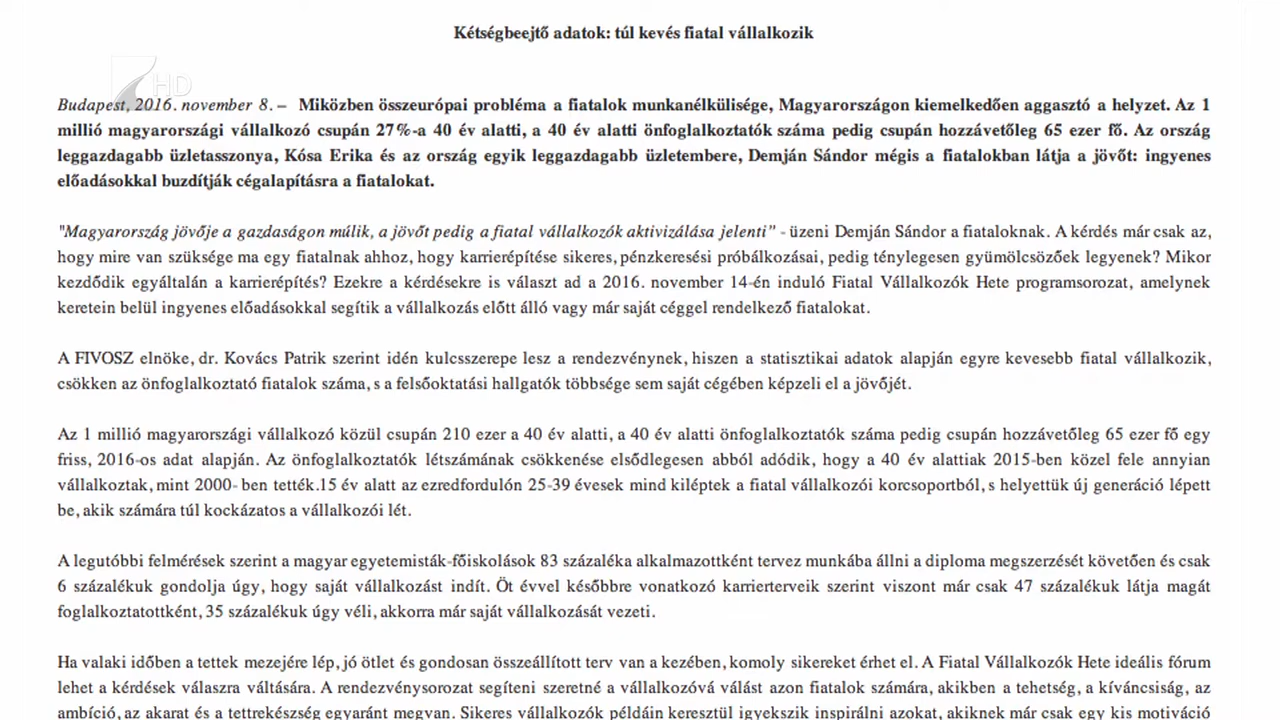 Kétségbeejtő adatok: túl kevés fiatal vállalkozik
HD
Budapest, 2016. november 8. – Miközben összeurópai probléma a fiatalok munkanélkülisége, Magyarországon kiemelkedően aggasztó a helyzet. Az 1
millió magyarországi vállalkozó csupán 27%-a 40 év alatti, a 40 év alatti önfoglalkoztatók száma pedig csupán hozzávetőleg 65 ezer fő. Az ország
leggazdagabb üzletasszonya, Kósa Erika és az ország egyik leggazdagabb üzletembere, Demján Sándor mégis a fiatalokban látja a jövőt: ingyenes
előadásokkal buzdítják cégalapításra a fiatalokat.
"Magyarország jövője a gazdaságon múlik, a jövőt pedig a fiatal vállalkozók aktivizálása jelenti” - üzeni Demján Sándor a fiataloknak. A kérdés már csak az,
hogy mire van szüksége ma egy fiatalnak ahhoz, hogy karrierépítése sikeres, pénzkeresési próbálkozásai, pedig ténylegesen gyümölcsözőek legyenek? Mikor
kezdődik egyáltalán a karrierépítés? Ezekre a kérdésekre is választ ad a 2016. november 14-én induló Fiatal Vállalkozók Hete programsorozat, amelynek
keretein belül ingyenes előadásokkal segítik a vállalkozás előtt álló vagy már saját céggel rendelkező fiatalokat.
A FIVOSZ elnöke, dr. Kovács Patrik szerint idén kulcsszerepe lesz a rendezvénynek, hiszen a statisztikai adatok alapján egyre kevesebb fiatal vállalkozik,
csökken az önfoglalkoztató fiatalok száma, s a felsőoktatási hallgatók többsége sem saját cégében képzeli el a jövőjét.
Az 1 millió magyarországi vállalkozó közül csupán 210 ezer a 40 év alatti, a 40 év alatti önfoglalkoztatók száma pedig csupán hozzávetőleg 65 ezer fő egy
friss, 2016-os adat alapján. Az önfoglalkoztatók létszámának csökkenése elsődlegesen abból adódik, hogy a 40 év alattiak 2015-ben közel fele annyian
vállalkoztak, mint 2000- ben tették.15 év alatt az ezredfordulón 25-39 évesek mind kiléptek a fiatal vállalkozói korcsoportból, s helyettük új generáció lépett
be, akik számára túl kockázatos a vállalkozói lét.
A legutóbbi felmérések szerint a magyar egyetemisták-főiskolások 83 százaléka alkalmazottként tervez munkába állni a diploma megszerzését követően és csak
6 százalékuk gondolja úgy, hogy saját vállalkozást indít. Öt évvel későbbre vonatkozó karrierterveik szerint viszont már csak 47 százalékuk látja magát
foglalkoztatottként, 35 százalékuk úgy véli, akkorra már saját vállalkozását vezeti.
Ha valaki időben a tettek mezejére lép, jó ötlet és gondosan összeállított terv van a kezében, komoly sikereket érhet el. A Fiatal Vállalkozók Hete ideális fórum
lehet a kérdések válaszra váltására. A rendezvénysorozat segíteni szeretné a vállalkozóvá válást azon fiatalok számára, akikben a tehetség, a kíváncsiság, az
ambíció, az akarat és a tettrekészség egyaránt megvan. Sikeres vállalkozók példáin keresztül igyekszik inspirálni azokat, akiknek már csak egy kis motiváció